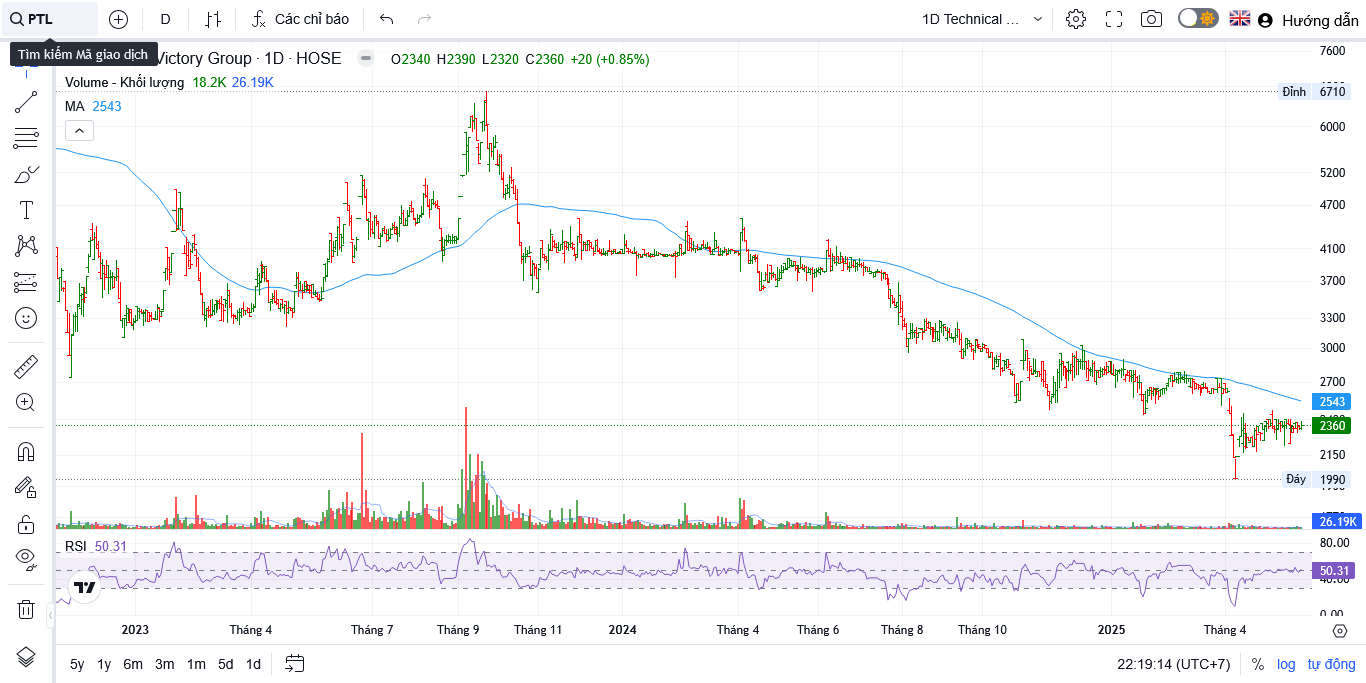 PTL
D
Các chỉ báo
1D Technical ...
Hướng dẫn
Tìm kiếm Mã giao dịch
Victory Group · 1D · HOSE
O2340 H2390 L2320 C2360 +20 (+0.85%)
Volume - Khối lượng 18.2K 26.19K
MA 2543
7600
Đỉnh 6710
6000
5200
4700
4100
3700
3300
3000
2700
2543
2360
2150
Đáy 1990
26.19K
RSI 50.31
80.00
50.31
40.00
0.00
2023 Tháng 4 Tháng 7 Tháng 9 Tháng 11 2024 Tháng 4 Tháng 6 Tháng 8 Tháng 10 2025 Tháng 4
5y 1y 6m 3m 1m 5d 1d
22:19:14 (UTC+7) % log tự động